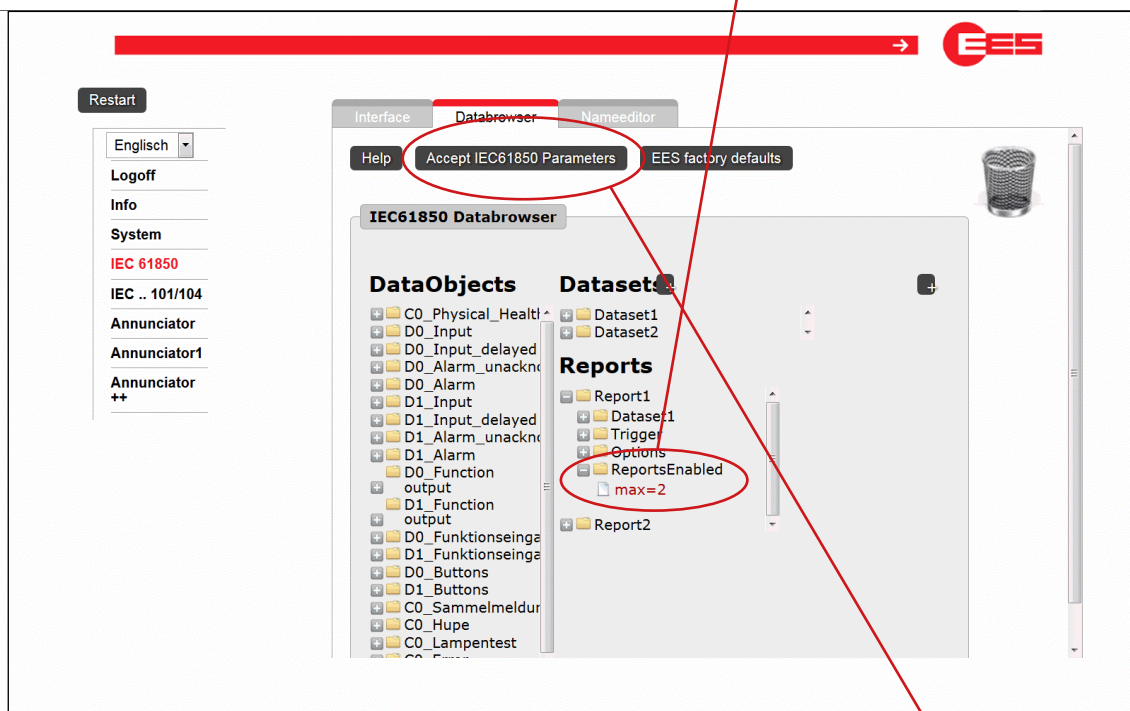 EES
Restart
Interface
Databrowser
Nameeditor
Englisch
Help
Accept IEC61850 Parameters
EES factory defaults
Logoff
Info
System
IEC 61850
IEC .. 101/104
Annunciator
Annunciator1
Annunciator
++
IEC61850 Databrowser
DataObjects
C0_Physical_Healt
D0_Input
D0_Input_delayed
D0_Alarm_unackn
D0_Alarm
D1_Input
D1_Input_delayed
D1_Alarm_unackn
D1_Alarm
D0_Function
output
D1_Function
output
D0_Funktionseinga
D1_Funktionseinga
D0_Buttons
D1_Buttons
C0_Sammelmeldur
C0_Hupe
C0_Lampentest
Datasets
Dataset1
Dataset2
Reports
Report1
Dataset1
Trigger
Options
ReportsEnabled
max=2
Report2